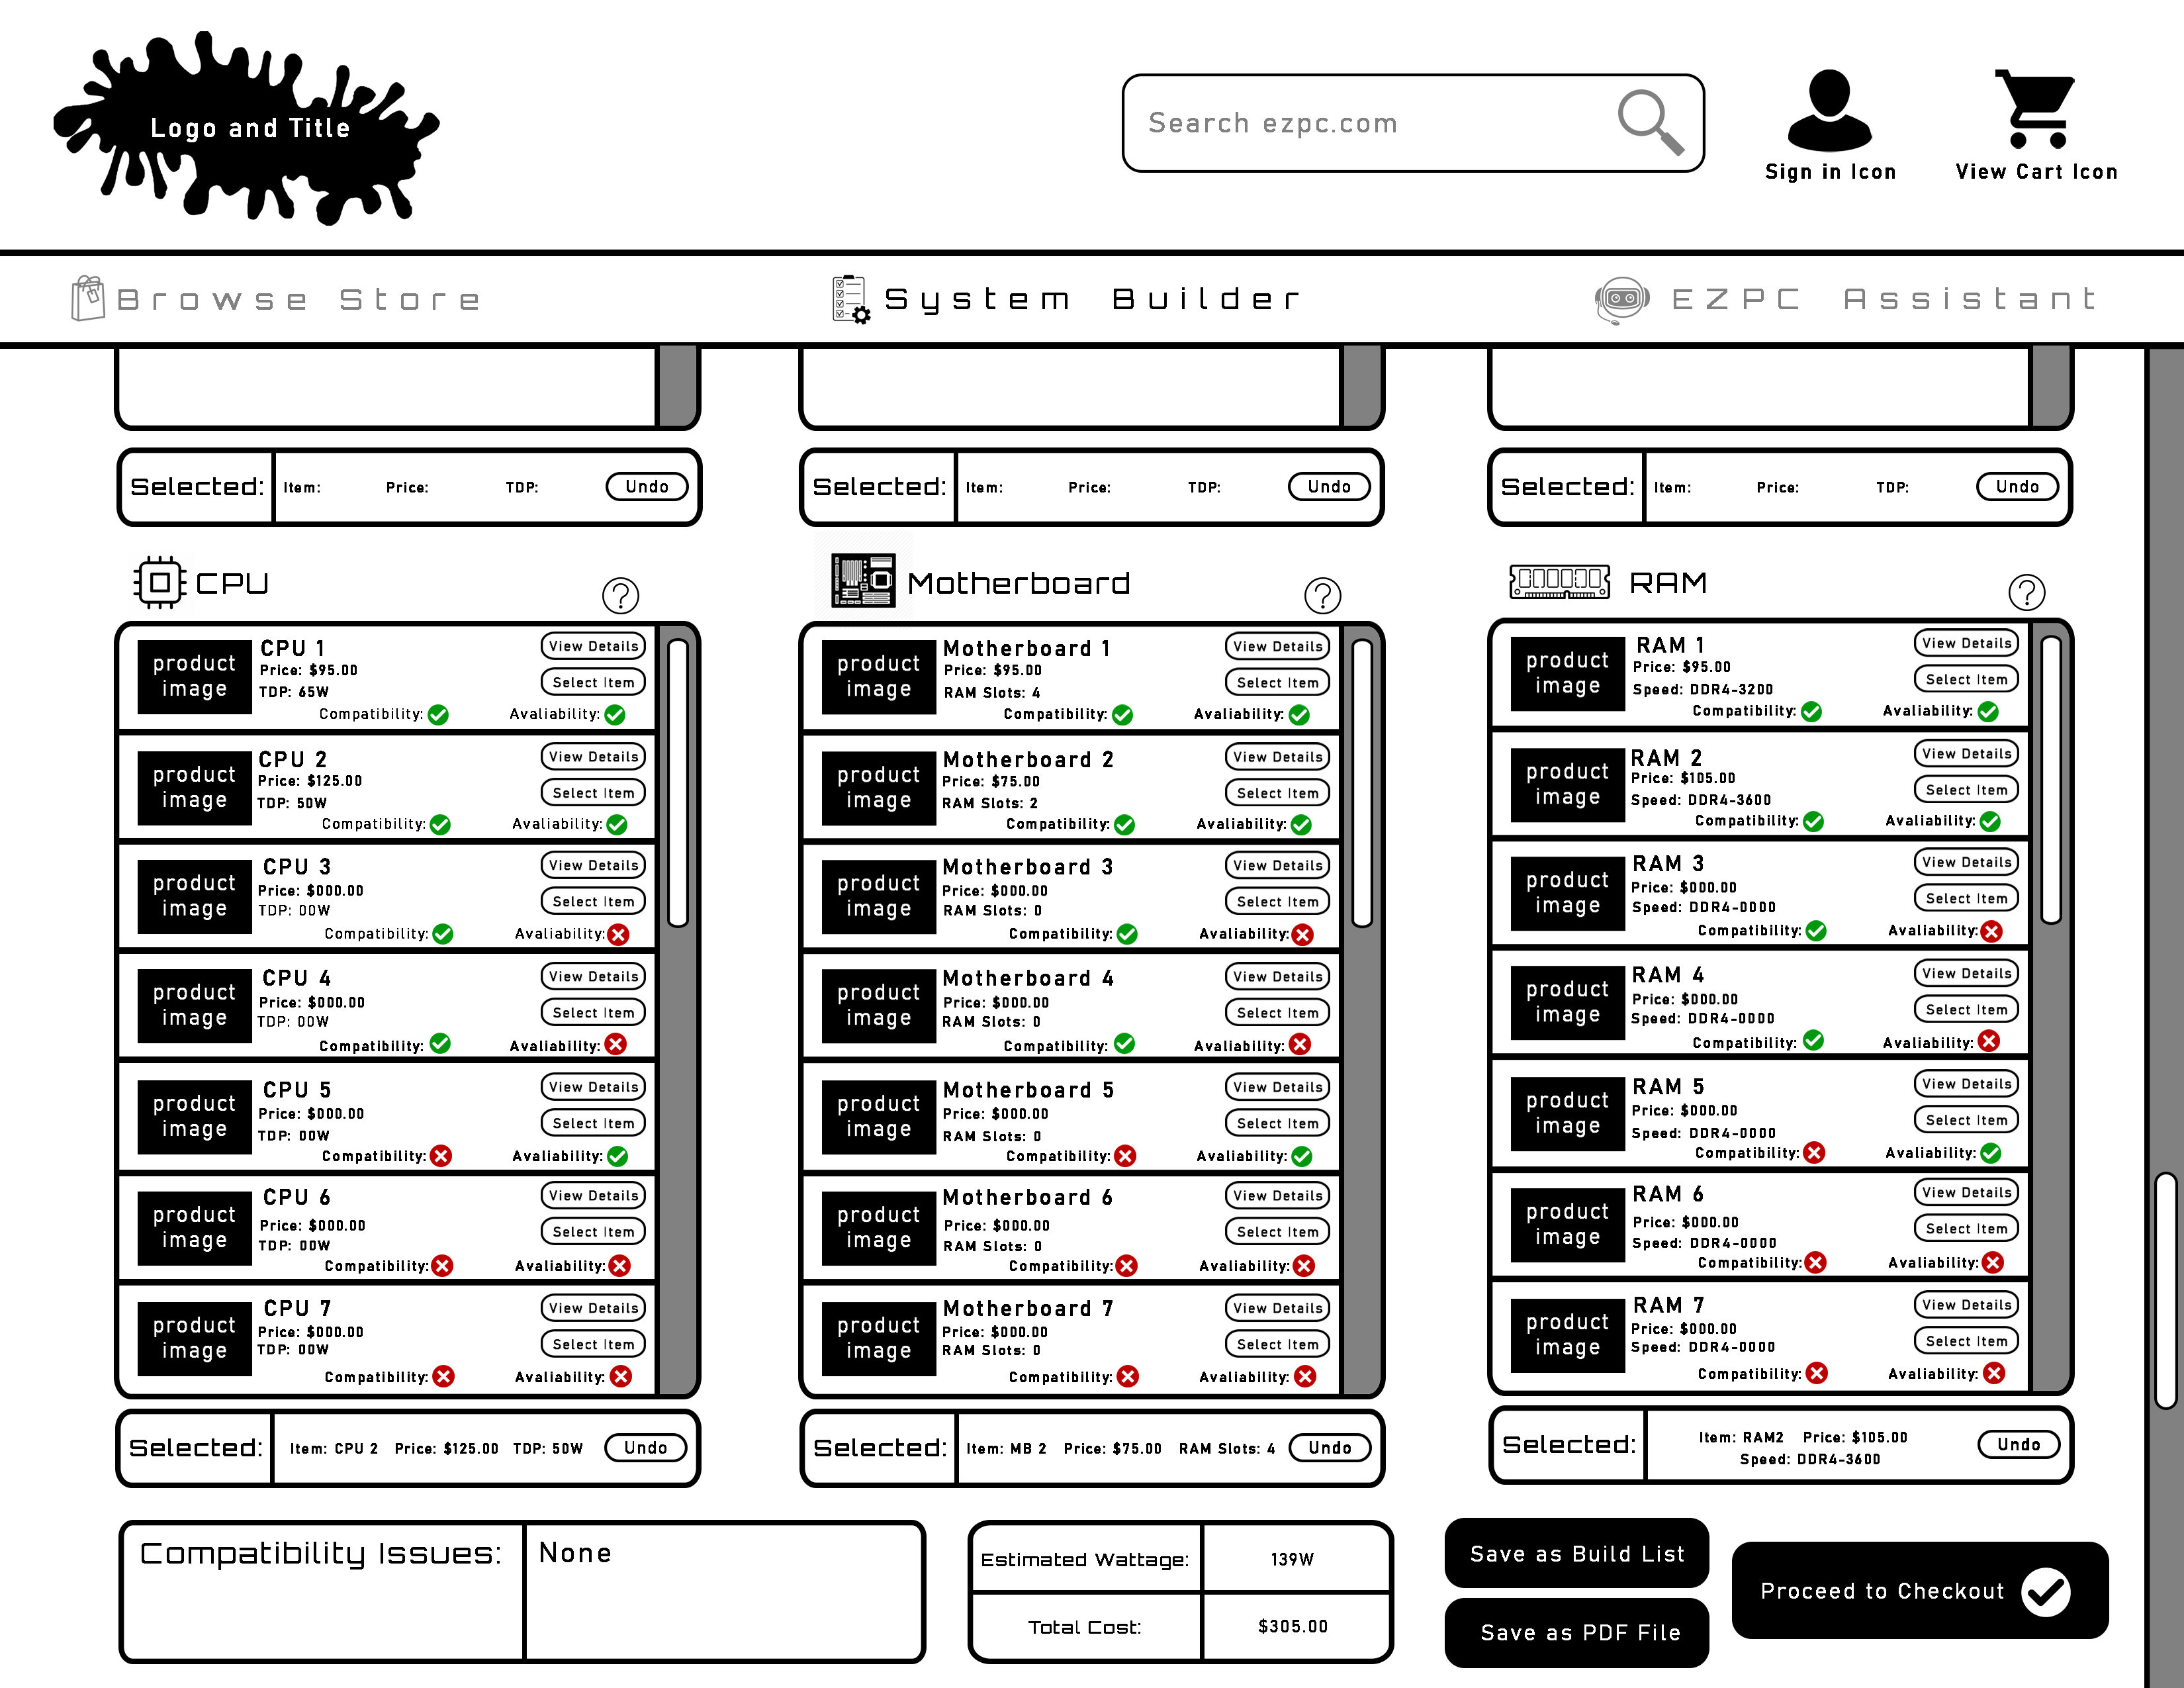 Logo and Title
Search ezpc.com
Sign in Icon
View Cart Icon
Browse Store
System Builder
EZPC Assistant
Selected:
Item:
Price:
TDP:
Undo
Selected:
Item:
Price:
TDP:
Undo
Selected:
Item:
Price:
TDP:
Undo
CPU
?
product
image
CPU 1
Price: $95.00
TDP: 65W
Compatibility:
Avaliability:
View Details
Select Item
product
image
CPU 2
Price: $125.00
TDP: 50W
Compatibility:
Avaliability:
View Details
Select Item
product
image
CPU 3
Price: $000.00
TDP: 00W
Compatibility:
Avaliability:
View Details
Select Item
product
image
CPU 4
Price: $000.00
TDP: 00W
Compatibility:
Avaliability:
View Details
Select Item
product
image
CPU 5
Price: $000.00
TDP: 00W
Compatibility:
Avaliability:
View Details
Select Item
product
image
CPU 6
Price: $000.00
TDP: 00W
Compatibility:
Avaliability:
View Details
Select Item
product
image
CPU 7
Price: $000.00
TDP: 00W
Compatibility:
Avaliability:
View Details
Select Item
Selected:
Item: CPU 2 Price: $125.00 TDP: 50W
Undo
Motherboard
?
product
image
Motherboard 1
Price: $95.00
RAM Slots: 4
Compatibility:
Avaliability:
View Details
Select Item
product
image
Motherboard 2
Price: $75.00
RAM Slots: 2
Compatibility:
Avaliability:
View Details
Select Item
product
image
Motherboard 3
Price: $000.00
RAM Slots: 0
Compatibility:
Avaliability:
View Details
Select Item
product
image
Motherboard 4
Price: $000.00
RAM Slots: 0
Compatibility:
Avaliability:
View Details
Select Item
product
image
Motherboard 5
Price: $000.00
RAM Slots: 0
Compatibility:
Avaliability:
View Details
Select Item
product
image
Motherboard 6
Price: $000.00
RAM Slots: 0
Compatibility:
Avaliability:
View Details
Select Item
product
image
Motherboard 7
Price: $000.00
RAM Slots: 0
Compatibility:
Avaliability:
View Details
Select Item
Selected:
Item: MB 2 Price: $75.00 RAM Slots: 4
Undo
RAM
?
product
image
RAM 1
Price: $95.00
Speed: DDR4-3200
Compatibility:
Avaliability:
View Details
Select Item
product
image
RAM 2
Price: $105.00
Speed: DDR4-3600
Compatibility:
Avaliability:
View Details
Select Item
product
image
RAM 3
Price: $000.00
Speed: DDR4-0000
Compatibility:
Avaliability:
View Details
Select Item
product
image
RAM 4
Price: $000.00
Speed: DDR4-0000
Compatibility:
Avaliability:
View Details
Select Item
product
image
RAM 5
Price: $000.00
Speed: DDR4-0000
Compatibility:
Avaliability:
View Details
Select Item
product
image
RAM 6
Price: $000.00
Speed: DDR4-0000
Compatibility:
Avaliability:
View Details
Select Item
product
image
RAM 7
Price: $000.00
Speed: DDR4-0000
Compatibility:
Avaliability:
View Details
Select Item
Selected:
Item: RAM2 Price: $105.00
Speed: DDR4-3600
Undo
Compatibility Issues:
None
Estimated Wattage:
139W
Total Cost:
$305.00
Save as Build List
Save as PDF File
Proceed to Checkout